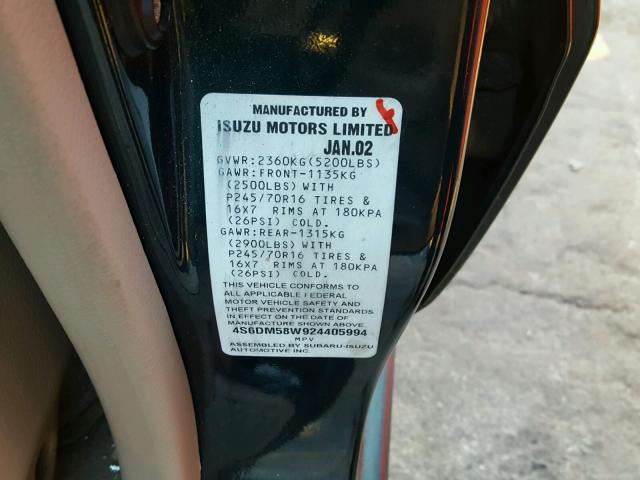 MANUFACTURED BY
ISUZU MOTORS LIMITED
JAN.02
GVWR:2360KG(5200LBS)
GAWR:FRONT-1135KG
(2500LBS) WITH
P245/70R16 TIRES &
16X7 RIMS AT 180KPA
(26PSI) COLD.
GAWR:REAR-1315KG
(2900LBS) WITH
P245/70R16 TIRES &
16X7 RIMS AT 180KPA
(26PSI) COLD.
THIS VEHICLE CONFORMS TO
ALL APPLICABLE FEDERAL
MOTOR VEHICLE SAFETY AND
THEFT PREVENTION STANDARDS
IN EFFECT ON THE DATE OF
MANUFACTURE SHOWN ABOVE
4S6DM58W924405994
MPV
ASSEMBLED BY SUBARU-ISUZU
AUTOMOTIVE INC.